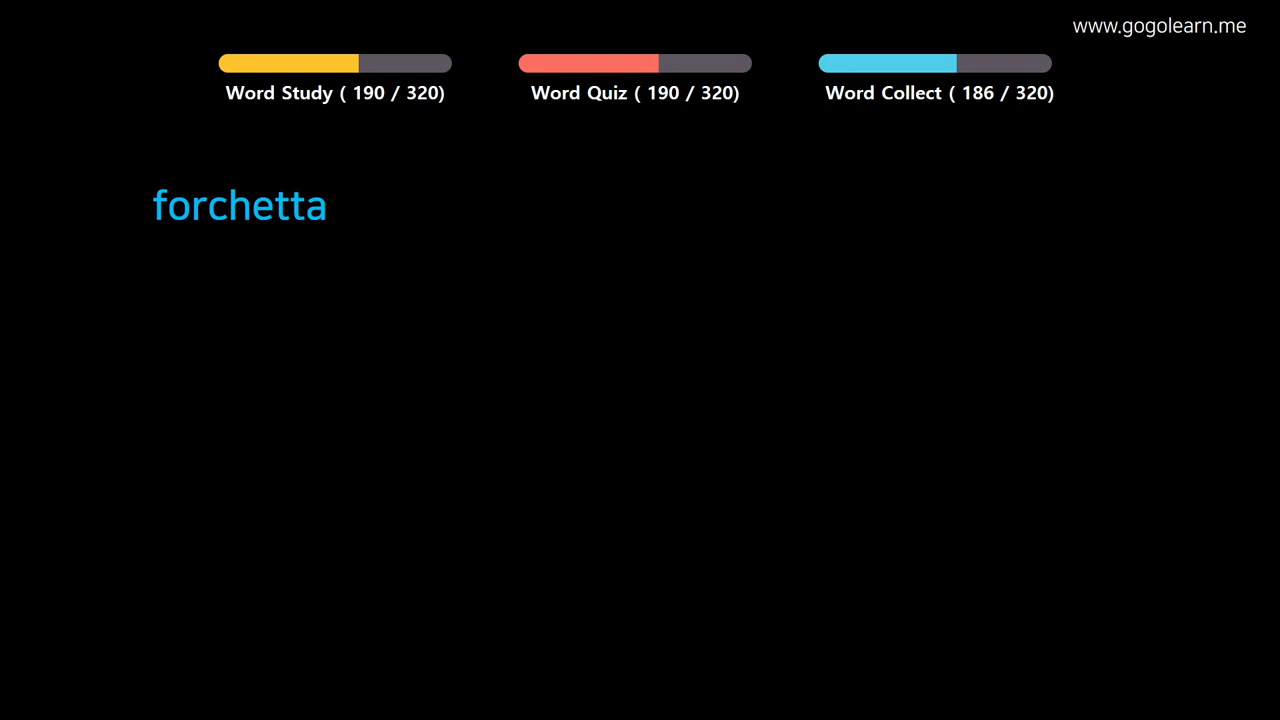 www.gogolearn.me
Word Study ( 190 / 320)
Word Quiz ( 190 / 320)
Word Collect ( 186 / 320)
forchetta